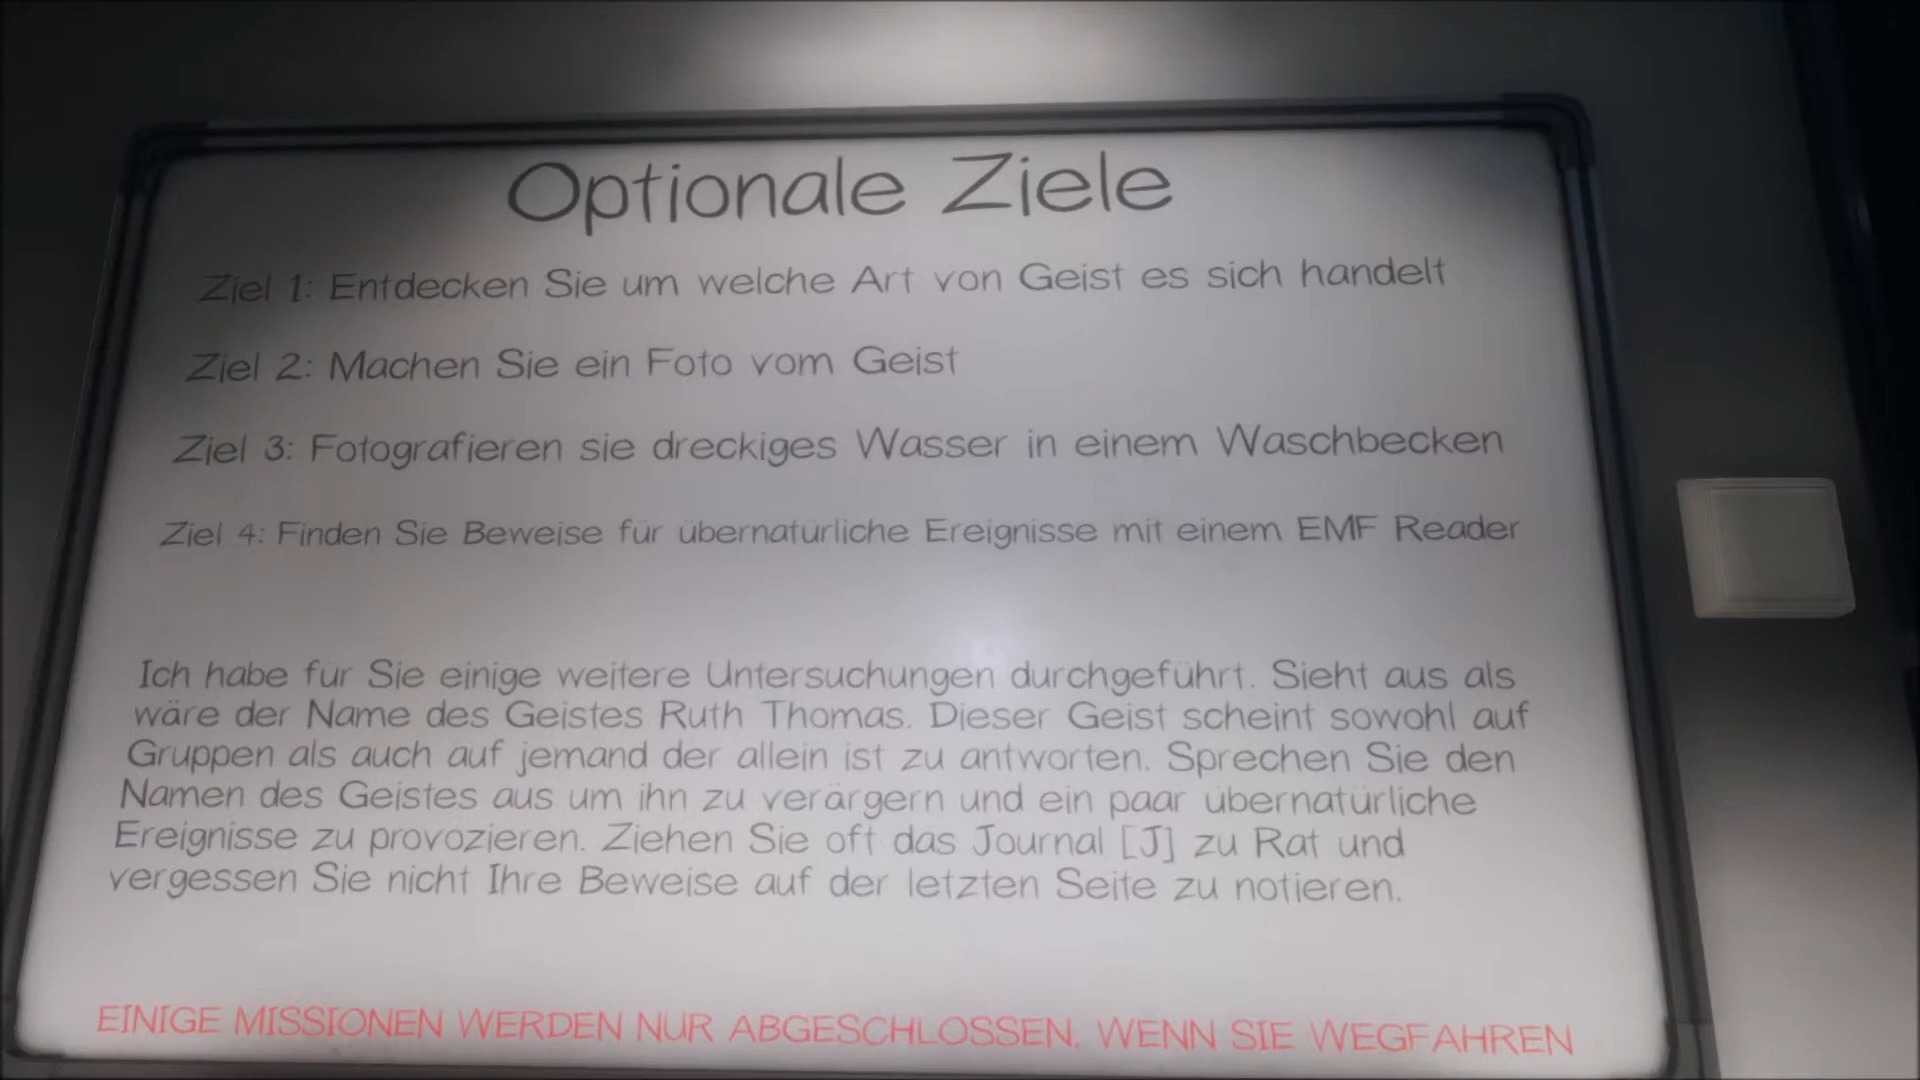 Optionale Ziele
Ziel 1: Entdecken Sie um welche Art von Geist es sich handelt
Ziel 2: Machen Sie ein Foto vom Geist
Ziel 3: Fotografieren sie dreckiges Wasser in einem Waschbecken
Ziel 4: Finden Sie Beweise für übernatürliche Ereignisse mit einem EMF Reader
Ich habe für Sie einige weitere Untersuchungen durchgeführt. Sieht aus als
wäre der Name des Geistes Ruth Thomas. Dieser Geist scheint sowohl auf
Gruppen als auch auf jemand der allein ist zu antworten. Sprechen Sie den
Namen des Geistes aus um ihn zu verärgern und ein paar übernatürliche
Ereignisse zu provozieren. Ziehen Sie oft das Journal [J] zu Rat und
vergessen Sie nicht Ihre Beweise auf der letzten Seite zu notieren.
EINIGE MISSIONEN WERDEN NUR ABGESCHLOSSEN, WENN SIE WEGFAHREN